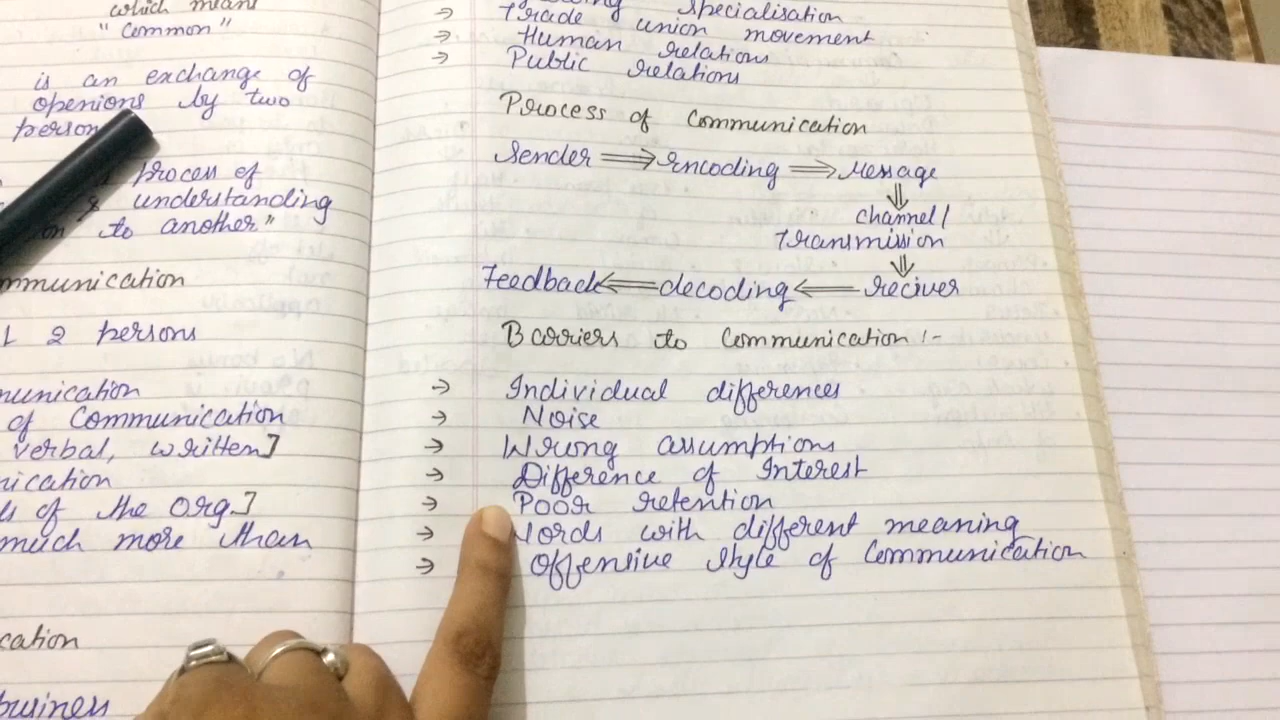 which means
"Common"
is an exchange of
openions by two
person
process of
& understanding
to another"
mmunication
2 persons
munication
of Communication
verbal, written]
nication
of the org]
much more than
cation
business
specialisation
Trade union movement
Human relations
Public relations
Process of Communication
Sender ⇒ encoding ⇒ Message
⇓
channel/
transmission
⇓
Feedback ⇐ decoding ⇐ reciver
Barriers to Communication :-
→ Individual differences
→ Noise
→ Wrong assumptions
→ Difference of Interest
→ Poor retention
→ Words with different meaning
→ Offensive style of Communication